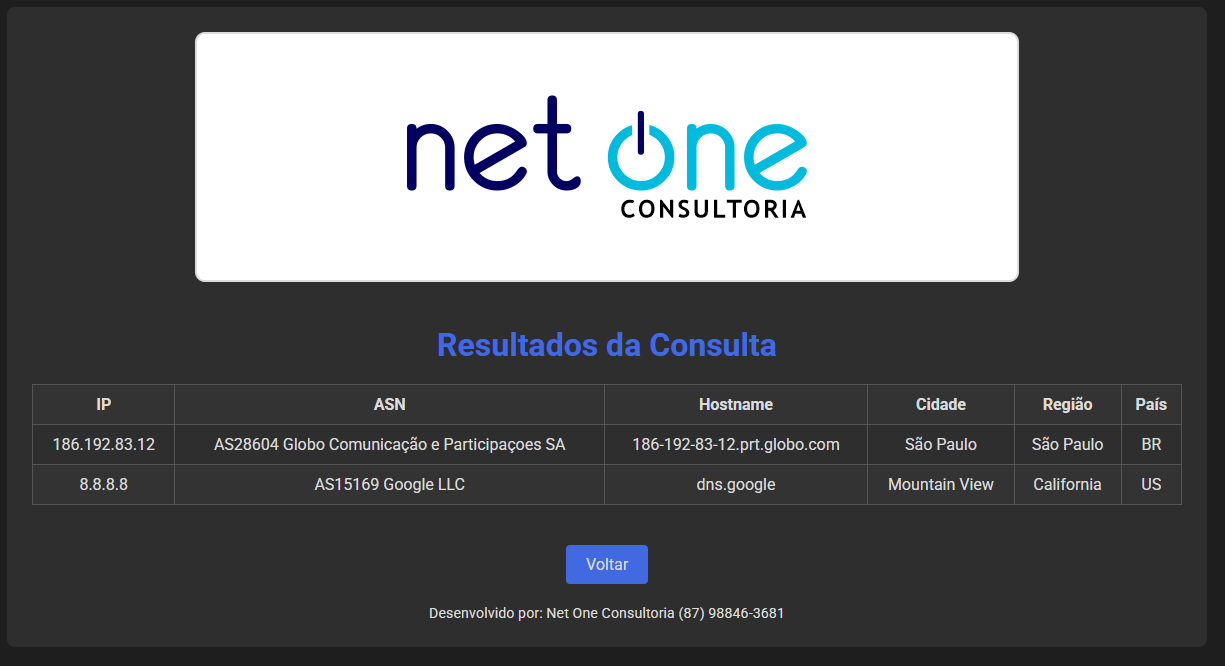 net one
CONSULTORIA
Resultados da Consulta
IP ASN Hostname Cidade Região País
186.192.83.12 AS28604 Globo Comunicação e Participaçoes SA 186-192-83-12.prt.globo.com São Paulo São Paulo BR
8.8.8.8 AS15169 Google LLC dns.google Mountain View California US
Voltar
Desenvolvido por: Net One Consultoria (87) 98846-3681